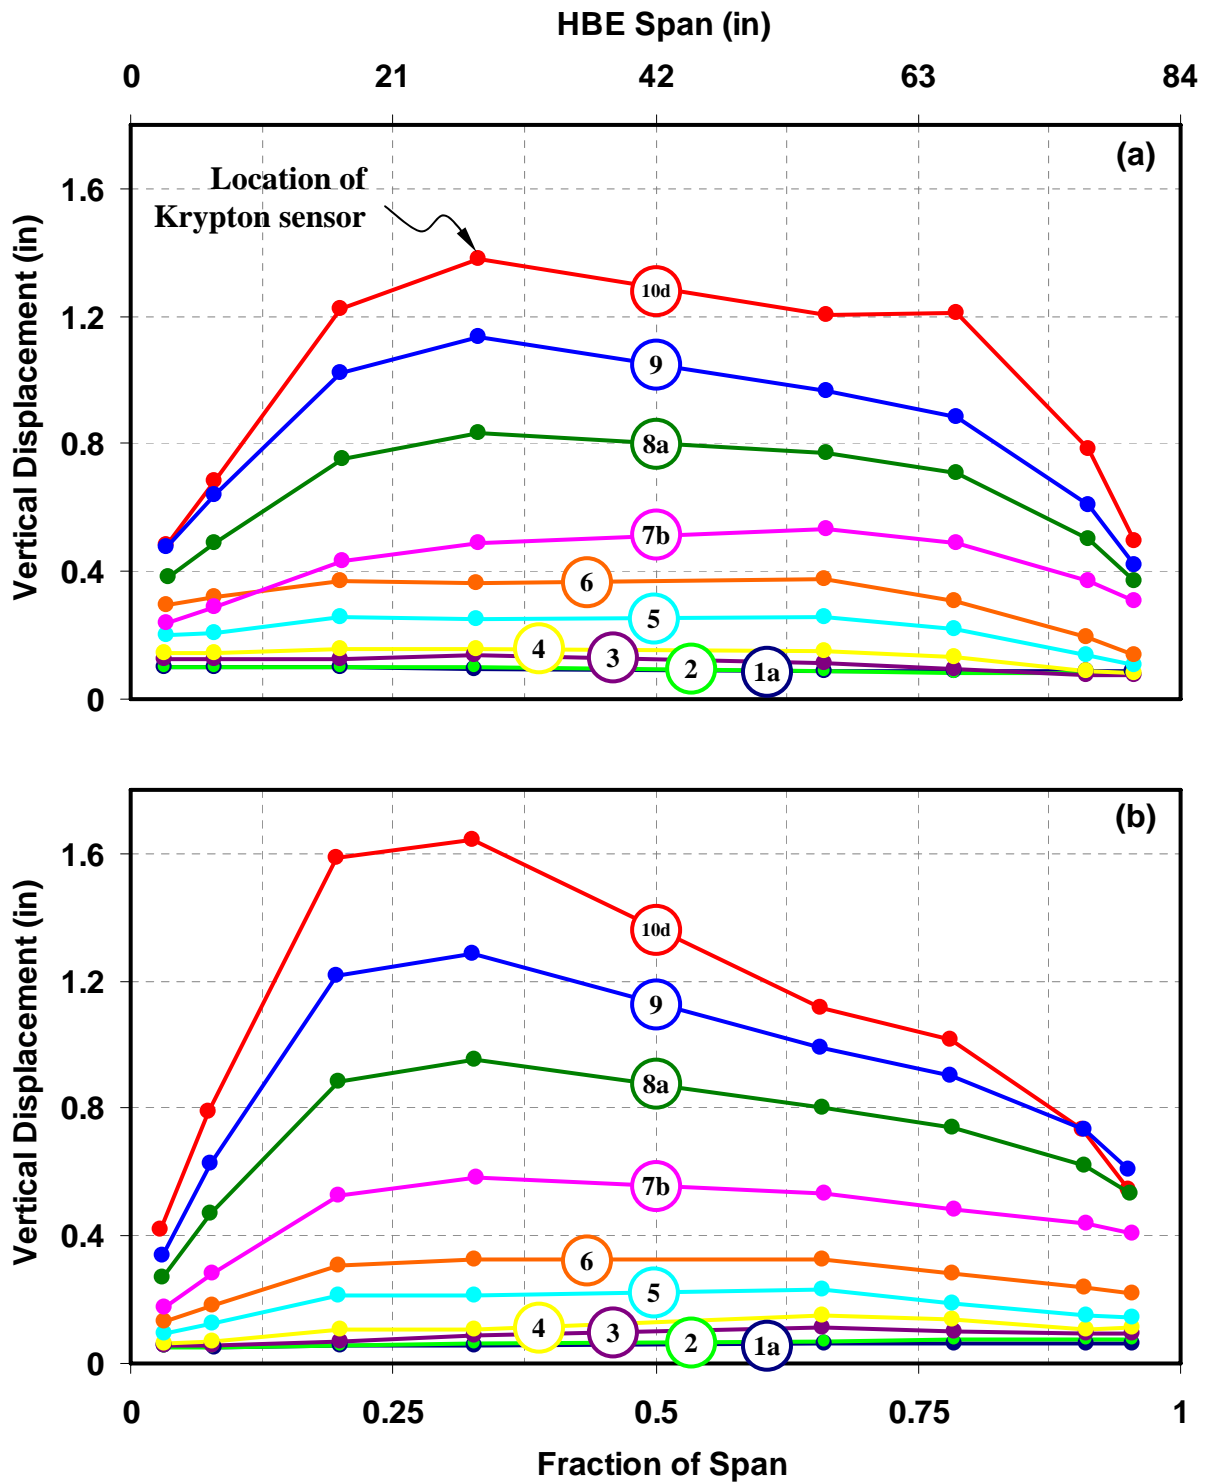 HBE Span (in)
0 21 42 63 84
(a)
Location of
Krypton sensor
Vertical Displacement (in)
1.6
1.2
0.8
0.4
0
10d
9
8a
7b
6
5
4
3
2
1a
(b)
Vertical Displacement (in)
1.6
1.2
0.8
0.4
0
10d
9
8a
7b
6
5
4
3
2
1a
0 0.25 0.5 0.75 1
Fraction of Span